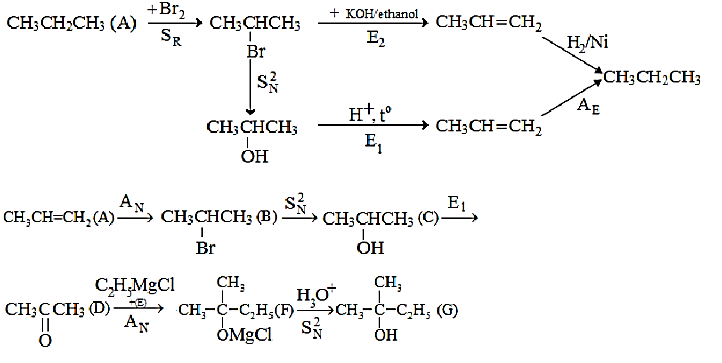 CH3CH2CH3 (A) +Br2 SR CH3CHCH3 + KOH/ethanol E2 CH3CH=CH2 H2/Ni
Br
SN2 CH3CH2CH3
CH3CHCH3 H+, t° E1 CH3CH=CH2 AE
OH
CH3CH=CH2 (A) AN CH3CHCH3 (B) SN2 CH3CHCH3 (C) E1
Br OH
C2H5MgCl CH3 CH3
CH3CCH3 (D) (E) AN CH3-C-C2H5 (F) H3O+ SN2 CH3-C-C2H5 (G)
O OMgCl OH